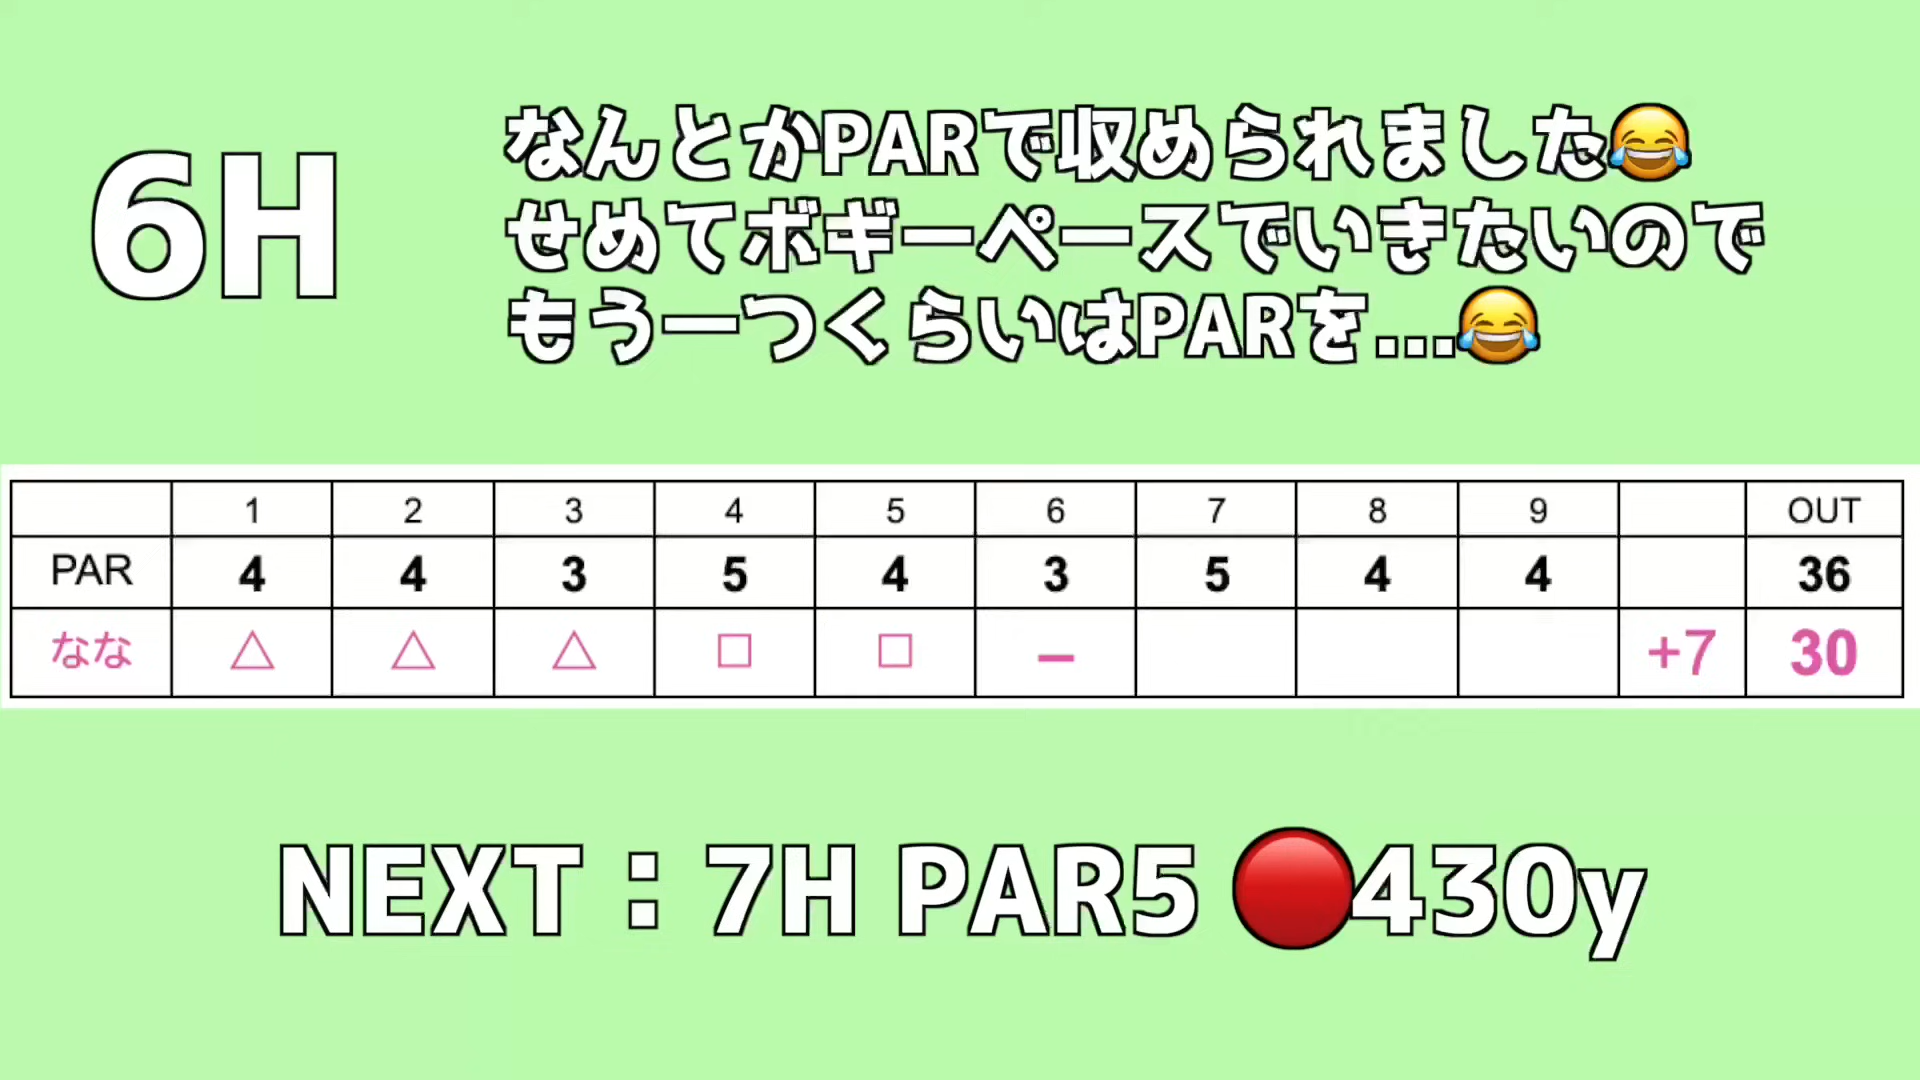 6H
なんとかPARで収められました😂
せめてボギーペースでいきたいので
もう一つくらいはPARを...😂
1 2 3 4 5 6 7 8 9 OUT
PAR 4 4 3 5 4 3 5 4 4 36
なな △ △ △ □ □ − +7 30
NEXT：7H PAR5 🔴430y